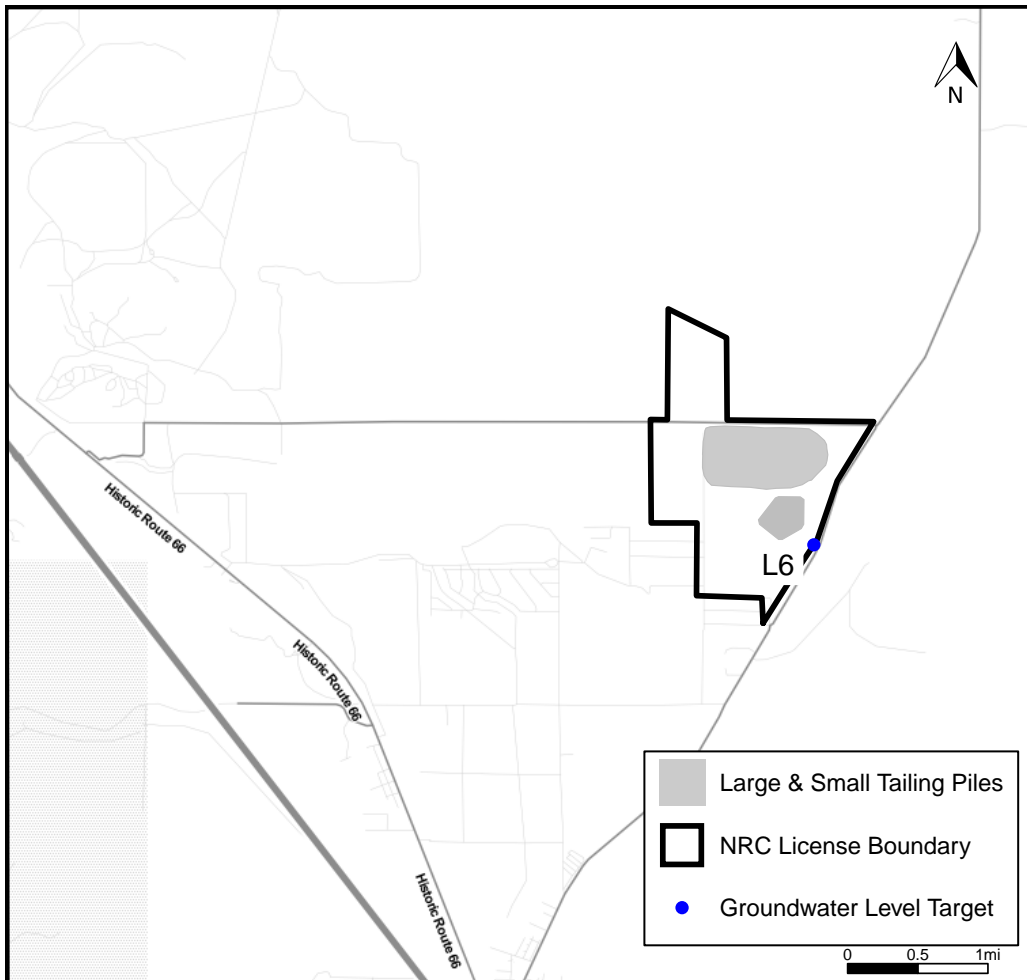 N
Historic Route 66
L6
Historic Route 66
Historic Route 66
Large & Small Tailing Piles
NRC License Boundary
Groundwater Level Target
0 0.5 1mi